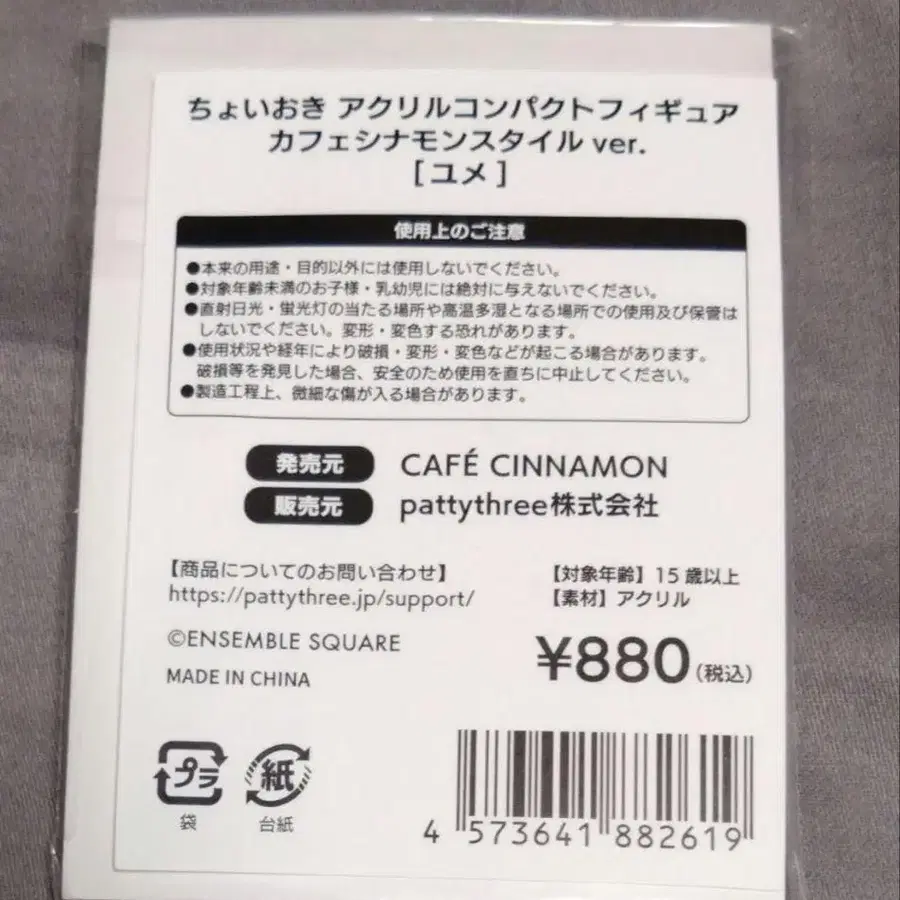 ちょいおき アクリルコンパクトフィギュア
カフェシナモンスタイル ver.
[ ユメ ]
使用上のご注意
●本来の用途・目的以外には使用しないでください。
●対象年齢未満のお子様・乳幼児には絶対に与えないでください。
●直射日光・蛍光灯の当たる場所や高温多湿となる場所での使用及び保管は
しないでください。変形・変色する恐れがあります。
●使用状況や経年により破損・変形・変色などが起こる場合があります。
破損等を発見した場合、安全のため使用を直ちに中止してください。
●製造工程上、微細な傷が入る場合があります。
発売元 CAFÉ CINNAMON
販売元 pattythree株式会社
【商品についてのお問い合わせ】
https://pattythree.jp/support/
【対象年齢】15歳以上
【素材】アクリル
©ENSEMBLE SQUARE
MADE IN CHINA
¥880(税込)
プラ
袋
紙
台紙
4 573641 882619